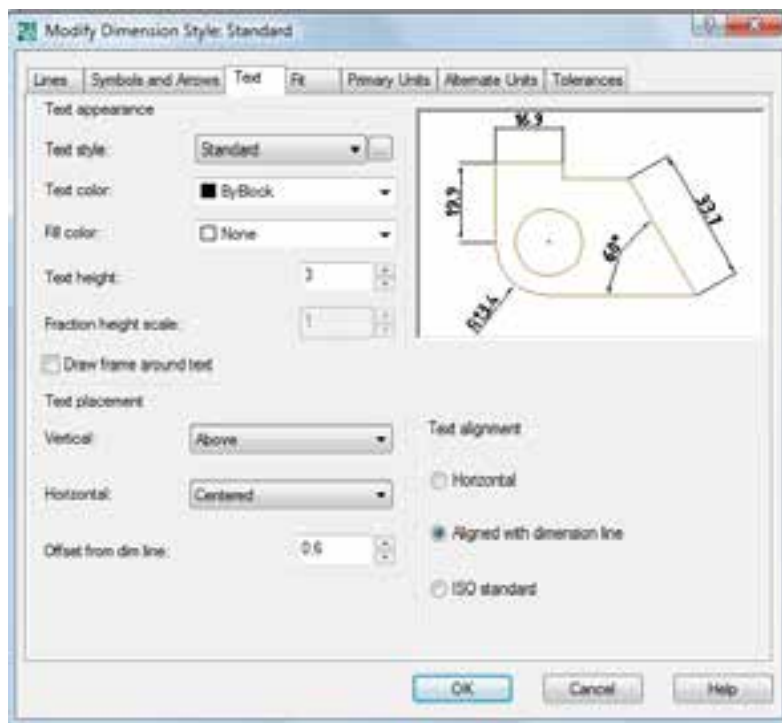 Modify Dimension Style: Standard
Lines Symbols and Arrows Text Fit Primary Units Alternate Units Tolerances
Text appearance
Text style: Standard ...
Text color: ByBlock
Fill color: None
Text height: 3
Fraction height scale: 1
Draw frame around text
16.9
19.9
60°
33.7
Text placement
Vertical: Above
Horizontal: Centered
Offset from dim line: 0.6
Text alignment
Horizontal
Aligned with dimension line
ISO standard
OK Cancel Help